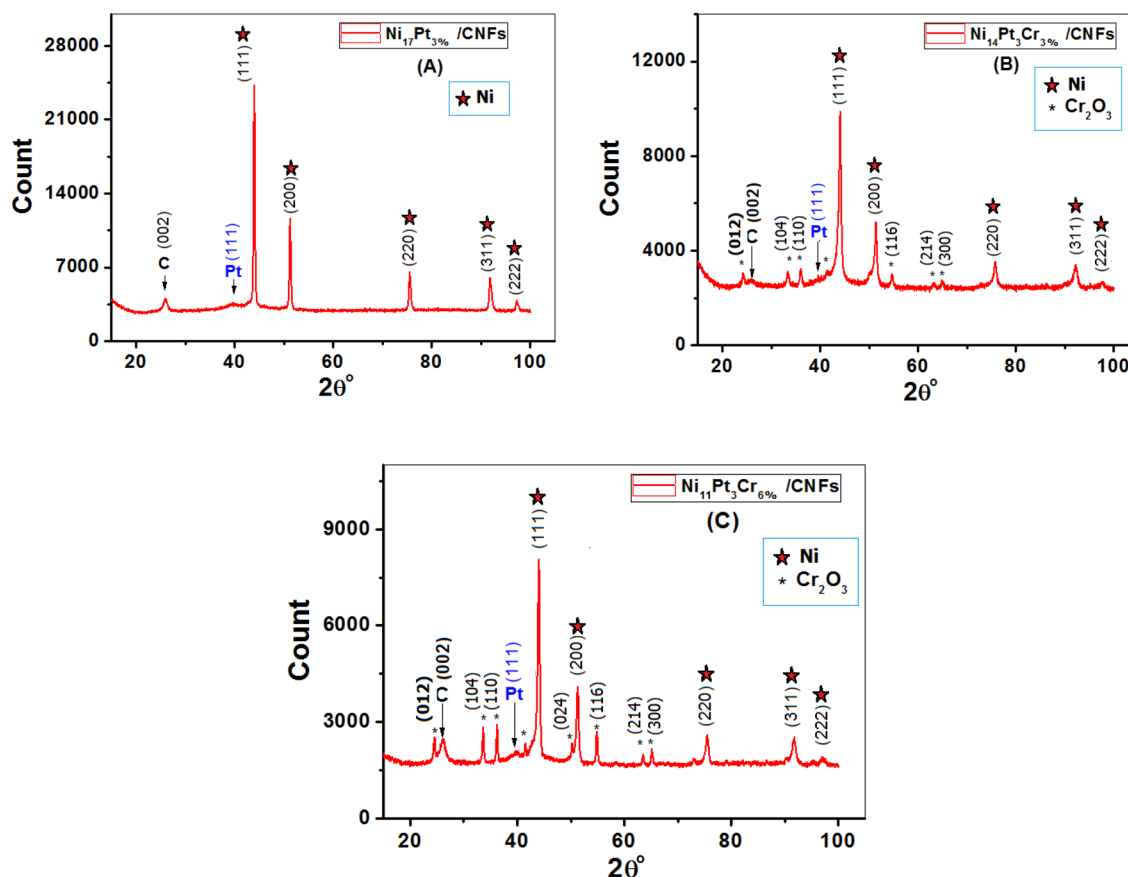 Ni17Pt3% /CNFs
(A)
Ni
Count
28000
21000
14000
7000
0
C (002)
Pt (111)
(111)
(200)
(220)
(311)
(222)
20 40 60 80 100
2θ°
Ni14Pt3Cr3% /CNFs
(B)
Ni
* Cr2O3
Count
12000
8000
4000
0
(012)
C (002)
(104)
(110)
Pt (111)
(111)
(200)
(116)
(214)
(300)
(220)
(311)
(222)
20 40 60 80 100
2θ°
Ni11Pt3Cr6% /CNFs
(C)
Ni
* Cr2O3
Count
9000
6000
3000
0
(012)
C (002)
(104)
(110)
Pt (111)
(111)
(024)
(200)
(116)
(214)
(300)
(220)
(311)
(222)
20 40 60 80 100
2θ°